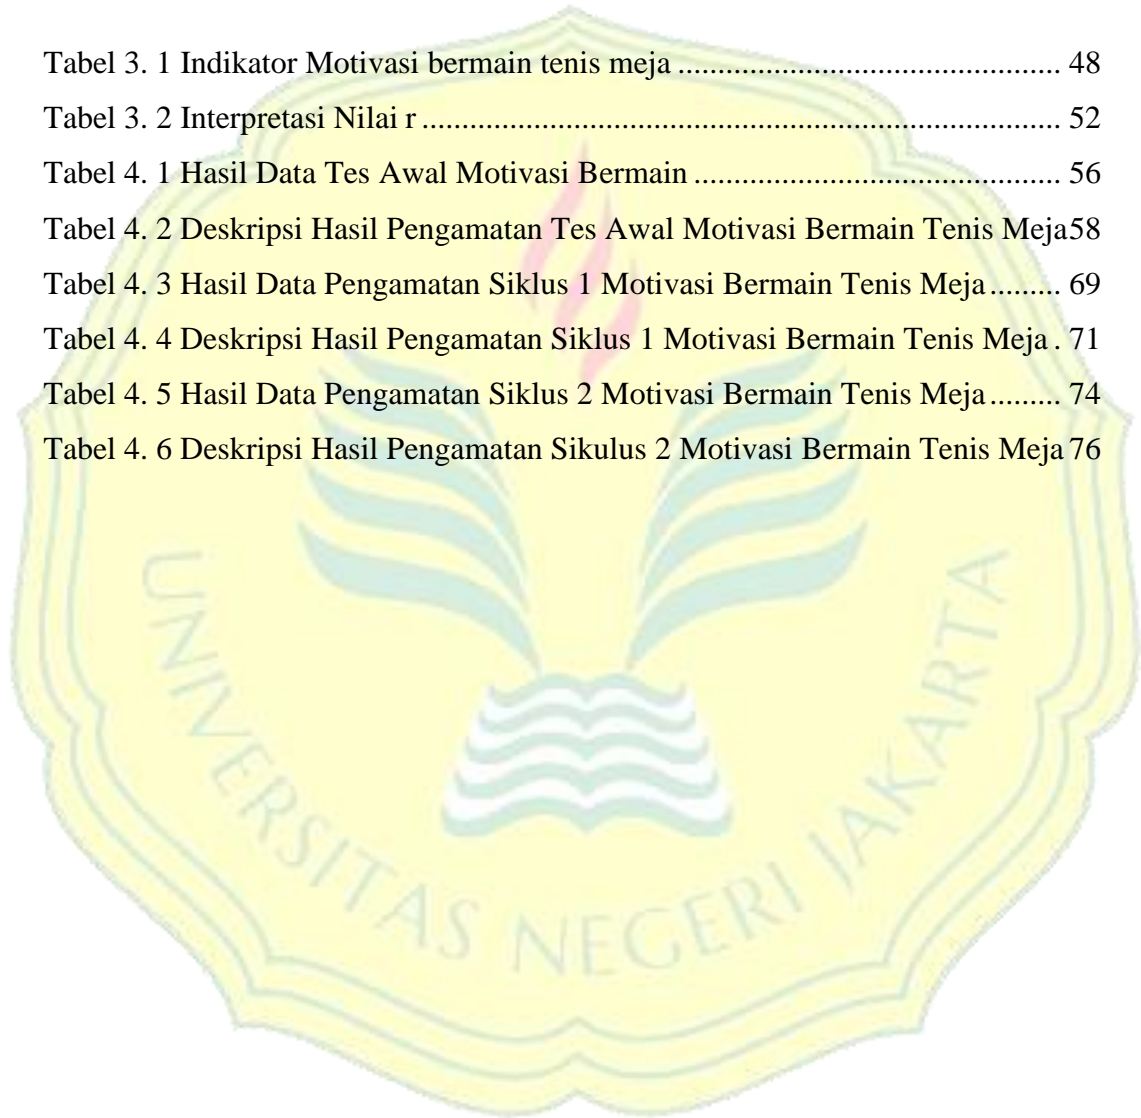 Tabel 3. 1 Indikator Motivasi bermain tenis meja ................................................ 48
Tabel 3. 2 Interpretasi Nilai r ................................................................................ 52
Tabel 4. 1 Hasil Data Tes Awal Motivasi Bermain .............................................. 56
Tabel 4. 2 Deskripsi Hasil Pengamatan Tes Awal Motivasi Bermain Tenis Meja58
Tabel 4. 3 Hasil Data Pengamatan Siklus 1 Motivasi Bermain Tenis Meja ......... 69
Tabel 4. 4 Deskripsi Hasil Pengamatan Siklus 1 Motivasi Bermain Tenis Meja . 71
Tabel 4. 5 Hasil Data Pengamatan Siklus 2 Motivasi Bermain Tenis Meja ......... 74
Tabel 4. 6 Deskripsi Hasil Pengamatan Sikulus 2 Motivasi Bermain Tenis Meja 76
UNIVERSITAS NEGERI JAKARTA